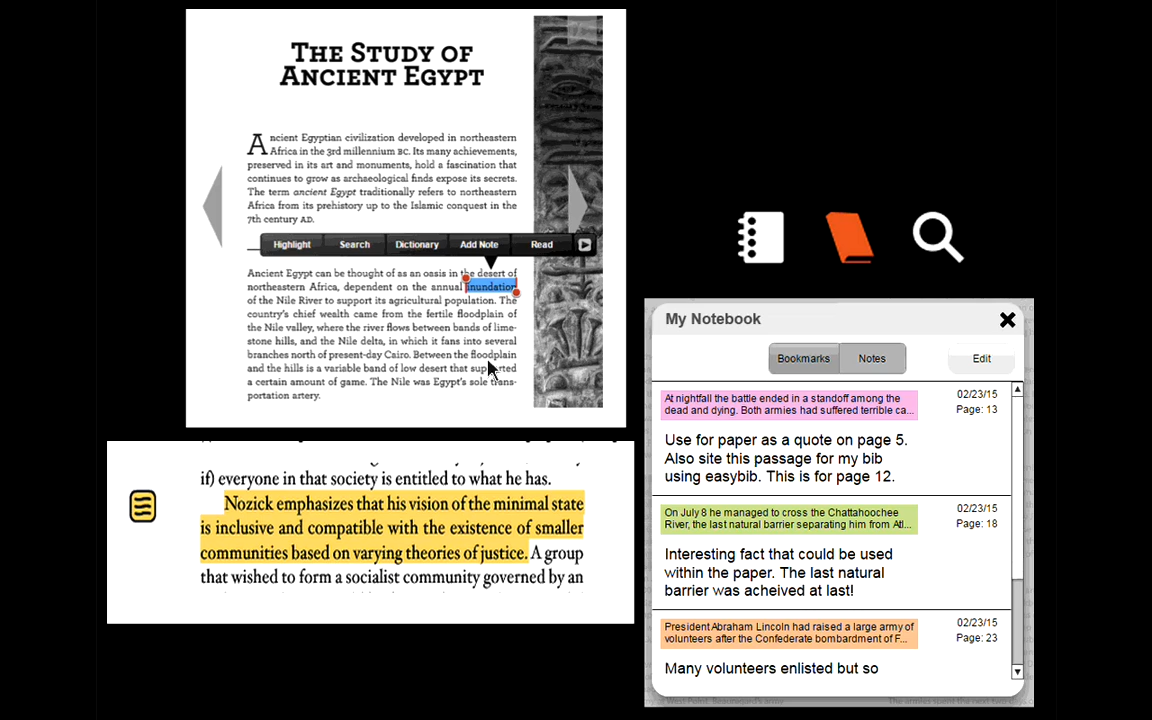 THE STUDY OF
ANCIENT EGYPT
Ancient Egyptian civilization developed in northeastern
Africa in the 3rd millennium BC. Its many achievements,
preserved in its art and monuments, hold a fascination that
continues to grow as archaeological finds expose its secrets.
The term ancient Egypt traditionally refers to northeastern
Africa from its prehistory up to the Islamic conquest in the
7th century AD.
Highlight Search Dictionary Add Note Read
Ancient Egypt can be thought of as an oasis in the desert of
northeastern Africa, dependent on the annual inundation
of the Nile River to support its agricultural population. The
country's chief wealth came from the fertile floodplain of
the Nile valley, where the river flows between bands of lime-
stone hills, and the Nile delta, in which it fans into several
branches north of present-day Cairo. Between the floodplain
and the hills is a variable band of low desert that supported
a certain amount of game. The Nile was Egypt's sole trans-
portation artery.
if) everyone in that society is entitled to what he has.
Nozick emphasizes that his vision of the minimal state
is inclusive and compatible with the existence of smaller
communities based on varying theories of justice. A group
that wished to form a socialist community governed by an
My Notebook
Bookmarks Notes Edit
At nightfall the battle ended in a standoff among the
dead and dying. Both armies had suffered terrible ca...
02/23/15
Page: 13
Use for paper as a quote on page 5.
Also site this passage for my bib
using easybib. This is for page 12.
On July 8 he managed to cross the Chattahoochee
River, the last natural barrier separating him from Atl...
02/23/15
Page: 18
Interesting fact that could be used
within the paper. The last natural
barrier was acheived at last!
President Abraham Lincoln had raised a large army of
volunteers after the Confederate bombardment of F...
02/23/15
Page: 23
Many volunteers enlisted but so